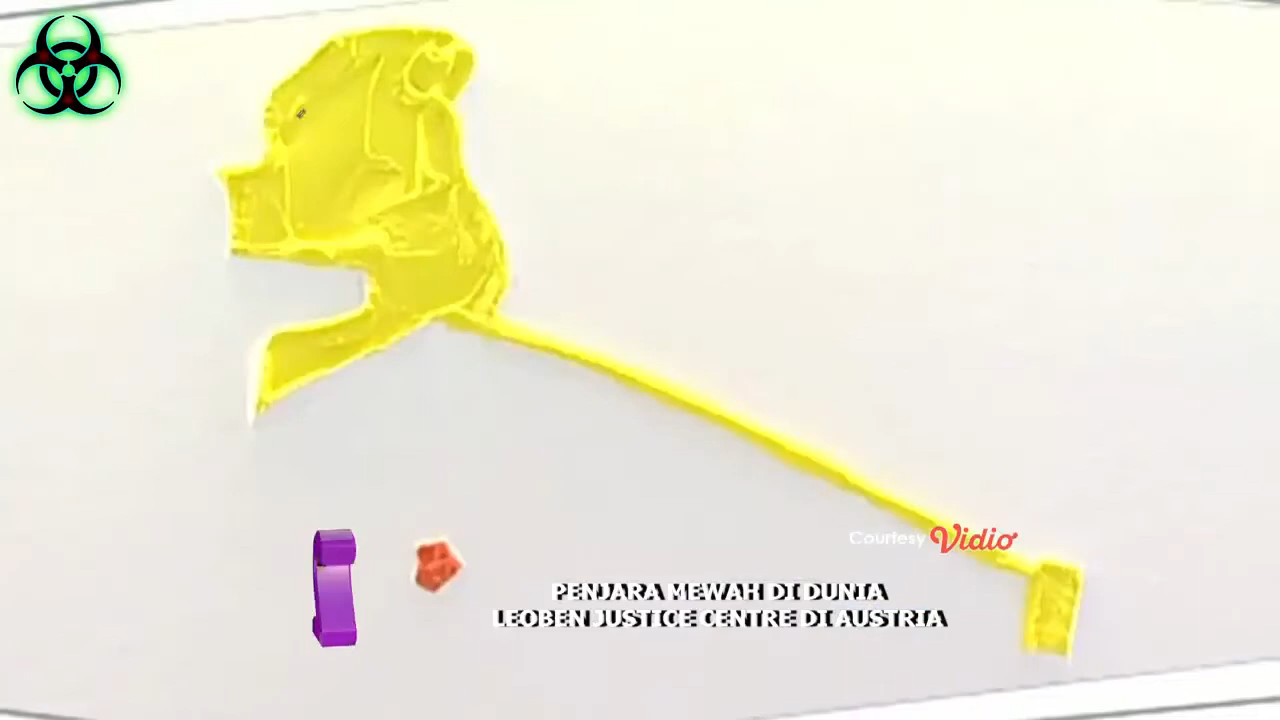 Courtesy Vidio
PENJARA MEWAH DI DUNIA
LEOBEN JUSTICE CENTRE DI AUSTRIA